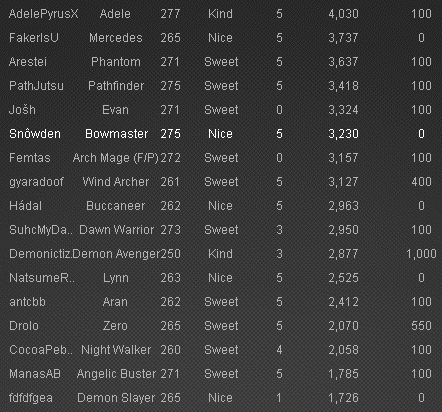 AdelePyrusX Adele 277 Kind 5 4,030 100
FakerIsU Mercedes 265 Nice 5 3,737 0
Arestei Phantom 271 Sweet 5 3,637 100
PathJutsu Pathfinder 275 Sweet 5 3,418 100
Jošh Evan 271 Sweet 0 3,324 100
Snôwden Bowmaster 275 Nice 5 3,230 0
Femtas Arch Mage (F/P) 272 Sweet 0 3,157 100
gyaradoof Wind Archer 261 Sweet 5 3,127 400
Hádal Buccaneer 262 Nice 5 2,963 0
SuhcMyDa.. Dawn Warrior 273 Sweet 3 2,950 100
Demonictiz. Demon Avenger 250 Kind 3 2,877 1,000
NatsumeR.. Lynn 263 Nice 5 2,525 0
antcbb Aran 262 Sweet 5 2,412 100
Drolo Zero 265 Sweet 5 2,070 550
CocoaPeb.. Night Walker 260 Sweet 4 2,058 100
ManasAB Angelic Buster 271 Sweet 5 1,785 100
fdfdfgea Demon Slayer 265 Nice 1 1,726 0